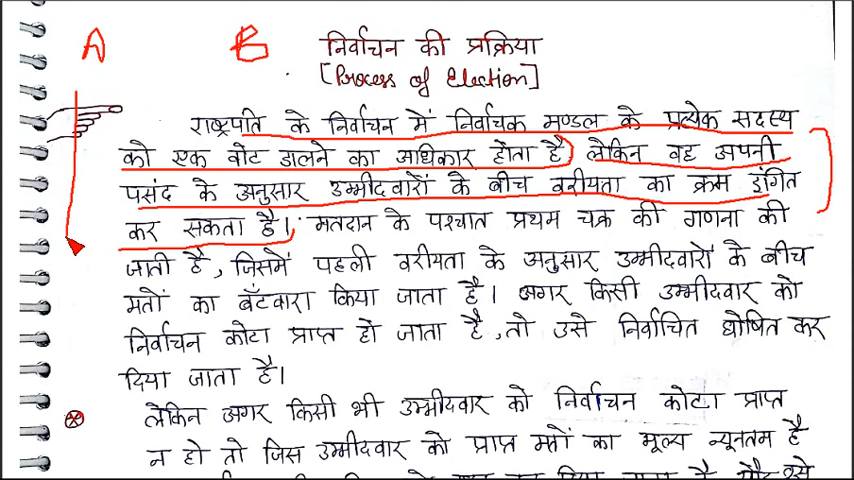 A B निर्वाचन की प्रक्रिया
[Process of Election]
राष्ट्रपति के निर्वाचन में निर्वाचक मण्डल के प्रत्येक सदस्य
को एक वोट डालने का अधिकार होता है लेकिन वह अपनी
पसंद के अनुसार उम्मीदवारों के बीच वरीयता का क्रम इंगित
कर सकता है। मतदान के पश्चात प्रथम चक्र की गणना की
जाती है, जिसमें पहली वरीयता के अनुसार उम्मीदवारों के बीच
मतों का बँटवारा किया जाता है। अगर किसी उम्मीदवार को
निर्वाचन कोटा प्राप्त हो जाता है, तो उसे निर्वाचित घोषित कर
दिया जाता है।
लेकिन अगर किसी भी उम्मीदवार को निर्वाचन कोटा प्राप्त
न हो तो जिस उम्मीदवार को प्राप्त मतों का मूल्य न्यूनतम है